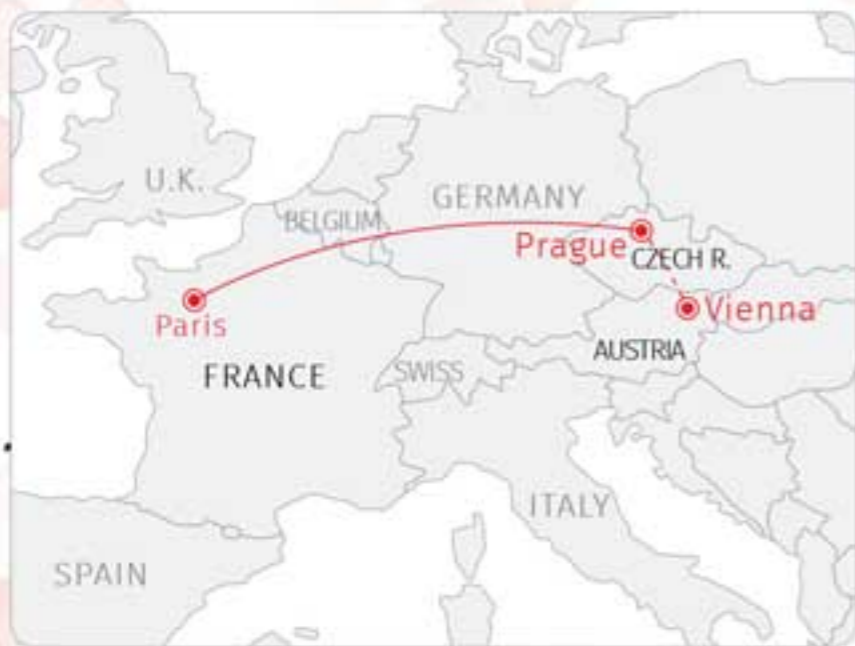 U.K.
BELGIUM
GERMANY
Prague
CZECH R.
Paris
Vienna
FRANCE
SWISS
AUSTRIA
ITALY
SPAIN